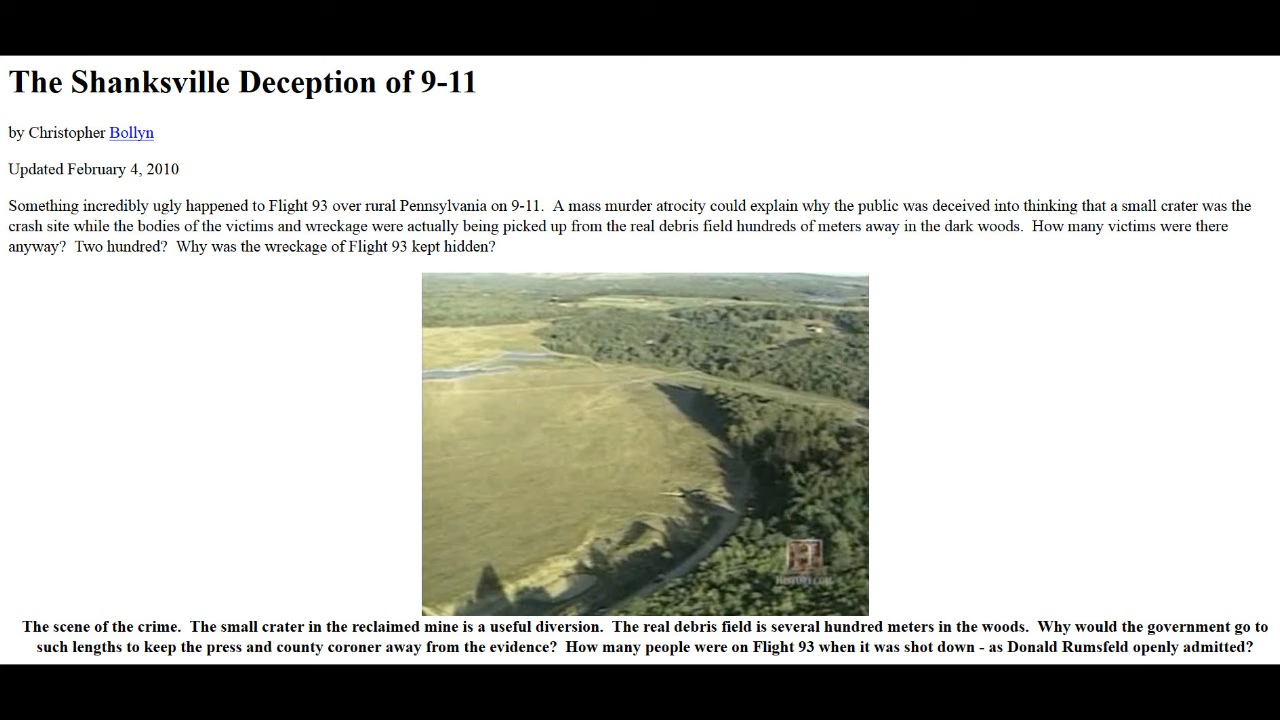 The Shanksville Deception of 9-11
by Christopher Bollyn
Updated February 4, 2010
Something incredibly ugly happened to Flight 93 over rural Pennsylvania on 9-11.  A mass murder atrocity could explain why the public was deceived into thinking that a small crater was the
crash site while the bodies of the victims and wreckage were actually being picked up from the real debris field hundreds of meters away in the dark woods.  How many victims were there
anyway?  Two hundred?  Why was the wreckage of Flight 93 kept hidden?
H
HISTORY.COM
The scene of the crime.  The small crater in the reclaimed mine is a useful diversion.  The real debris field is several hundred meters in the woods.  Why would the government go to
such lengths to keep the press and county coroner away from the evidence?  How many people were on Flight 93 when it was shot down - as Donald Rumsfeld openly admitted?